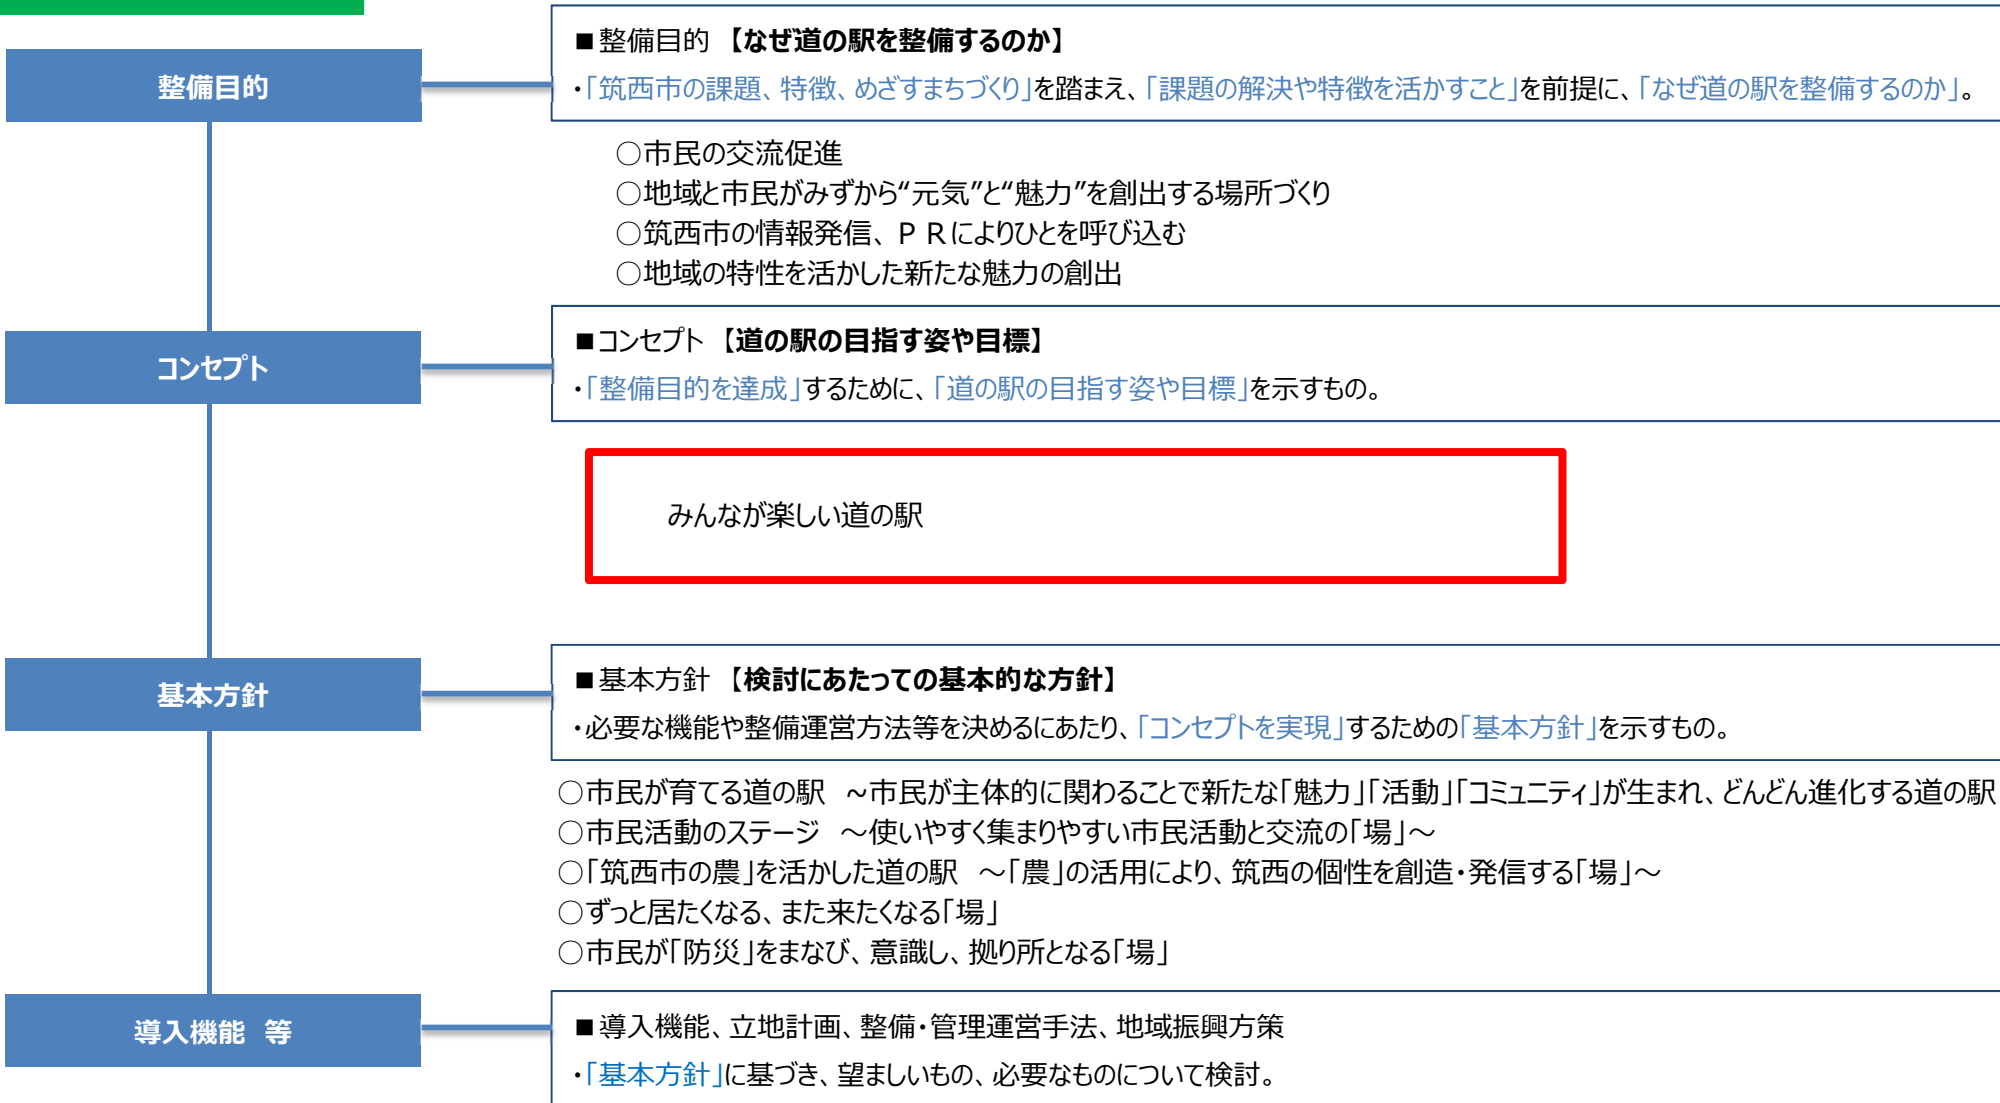 整備目的
■整備目的 【なぜ道の駅を整備するのか】
・「筑西市の課題、特徴、めざすまちづくり」を踏まえ、「課題の解決や特徴を活かすこと」を前提に、「なぜ道の駅を整備するのか」。
○市民の交流促進
○地域と市民がみずから“元気”と“魅力”を創出する場所づくり
○筑西市の情報発信、ＰＲによりひとを呼び込む
○地域の特性を活かした新たな魅力の創出
コンセプト
■コンセプト 【道の駅の目指す姿や目標】
・「整備目的を達成」するために、「道の駅の目指す姿や目標」を示すもの。
みんなが楽しい道の駅
基本方針
■基本方針 【検討にあたっての基本的な方針】
・必要な機能や整備運営方法等を決めるにあたり、「コンセプトを実現」するための「基本方針」を示すもの。
○市民が育てる道の駅　～市民が主体的に関わることで新たな「魅力」「活動」「コミュニティ」が生まれ、どんどん進化する道の駅
○市民活動のステージ　～使いやすく集まりやすい市民活動と交流の「場」～
○「筑西市の農」を活かした道の駅　～「農」の活用により、筑西の個性を創造・発信する「場」～
○ずっと居たくなる、また来たくなる「場」
○市民が「防災」をまなび、意識し、拠り所となる「場」
導入機能　等
■導入機能、立地計画、整備・管理運営手法、地域振興方策
・「基本方針」に基づき、望ましいもの、必要なものについて検討。